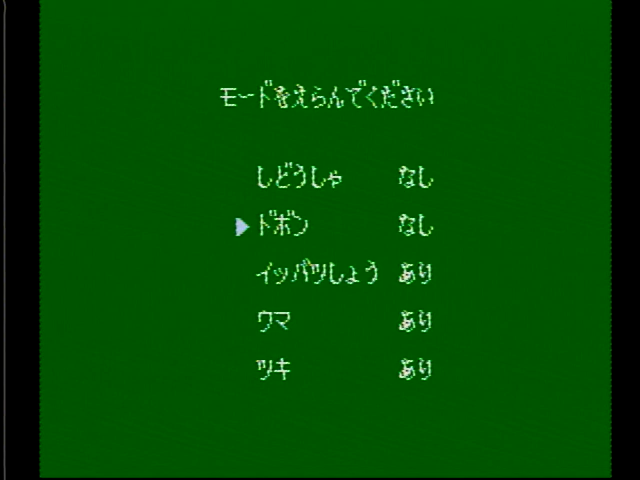 モードをえらんでください
しどうしゃ なし
ドボン なし
イッパツしょう あり
ウマ あり
ツキ あり